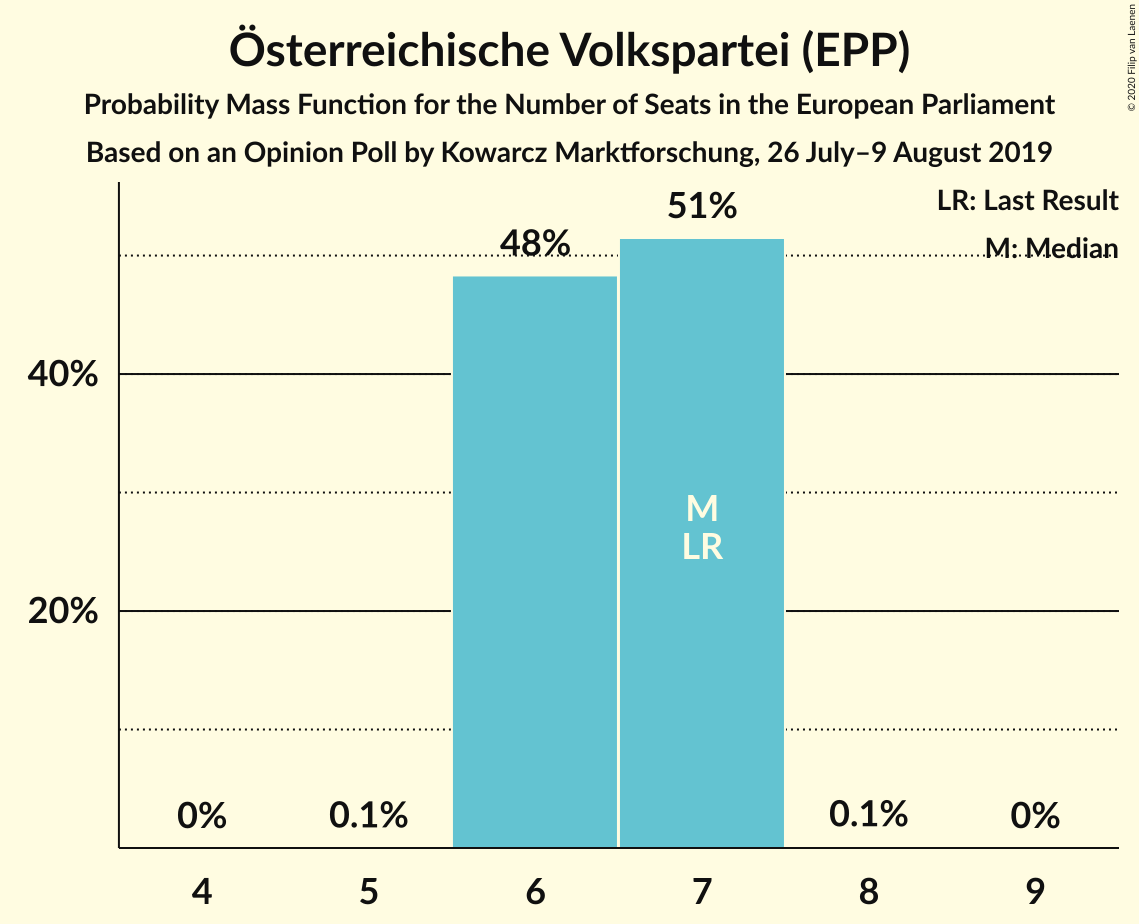 Österreichische Volkspartei (EPP)
Probability Mass Function for the Number of Seats in the European Parliament
Based on an Opinion Poll by Kowarcz Marktforschung, 26 July–9 August 2019
© 2020 Filip van Laenen
LR: Last Result
M: Median
51%
48%
40%
20%
M
LR
0%
0.1%
0.1%
0%
4
5
6
7
8
9